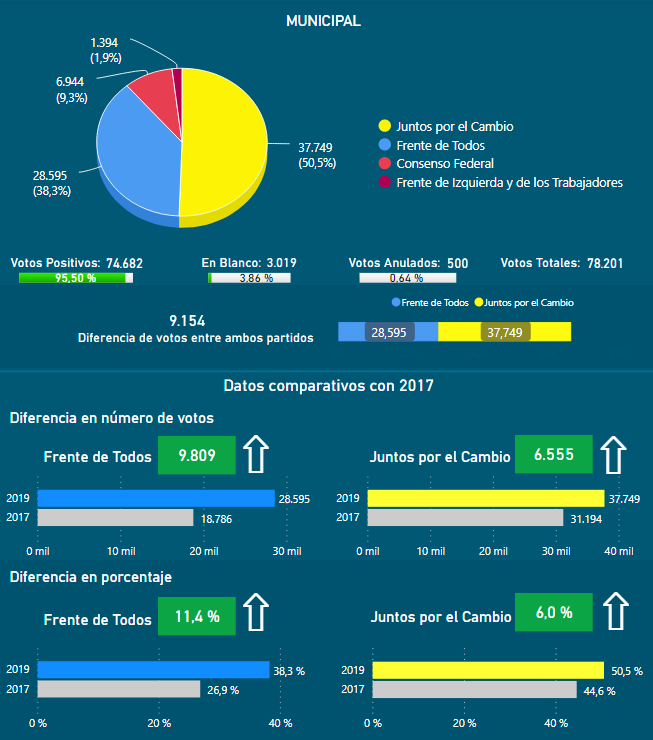 MUNICIPAL
1.394
(1,9%)
6.944
(9,3%)
28.595
(38,3%)
37.749
(50,5%)
Juntos por el Cambio
Frente de Todos
Consenso Federal
Frente de Izquierda y de los Trabajadores
Votos Positivos: 74.682
95,50 %
En Blanco: 3.019
3,86 %
Votos Anulados: 500
0,64 %
Votos Totales: 78.201
Frente de Todos Juntos por el Cambio
9.154
Diferencia de votos entre ambos partidos
28,595 37,749
Datos comparativos con 2017
Diferencia en número de votos
Frente de Todos 9.809
2019 28.595
2017 18.786
0 mil 10 mil 20 mil 30 mil
Juntos por el Cambio 6.555
2019 37.749
2017 31.194
0 mil 10 mil 20 mil 30 mil 40 mil
Diferencia en porcentaje
Frente de Todos 11,4 %
2019 38,3 %
2017 26,9 %
0 % 20 % 40 %
Juntos por el Cambio 6,0 %
2019 50,5 %
2017 44,6 %
0 % 20 % 40 %